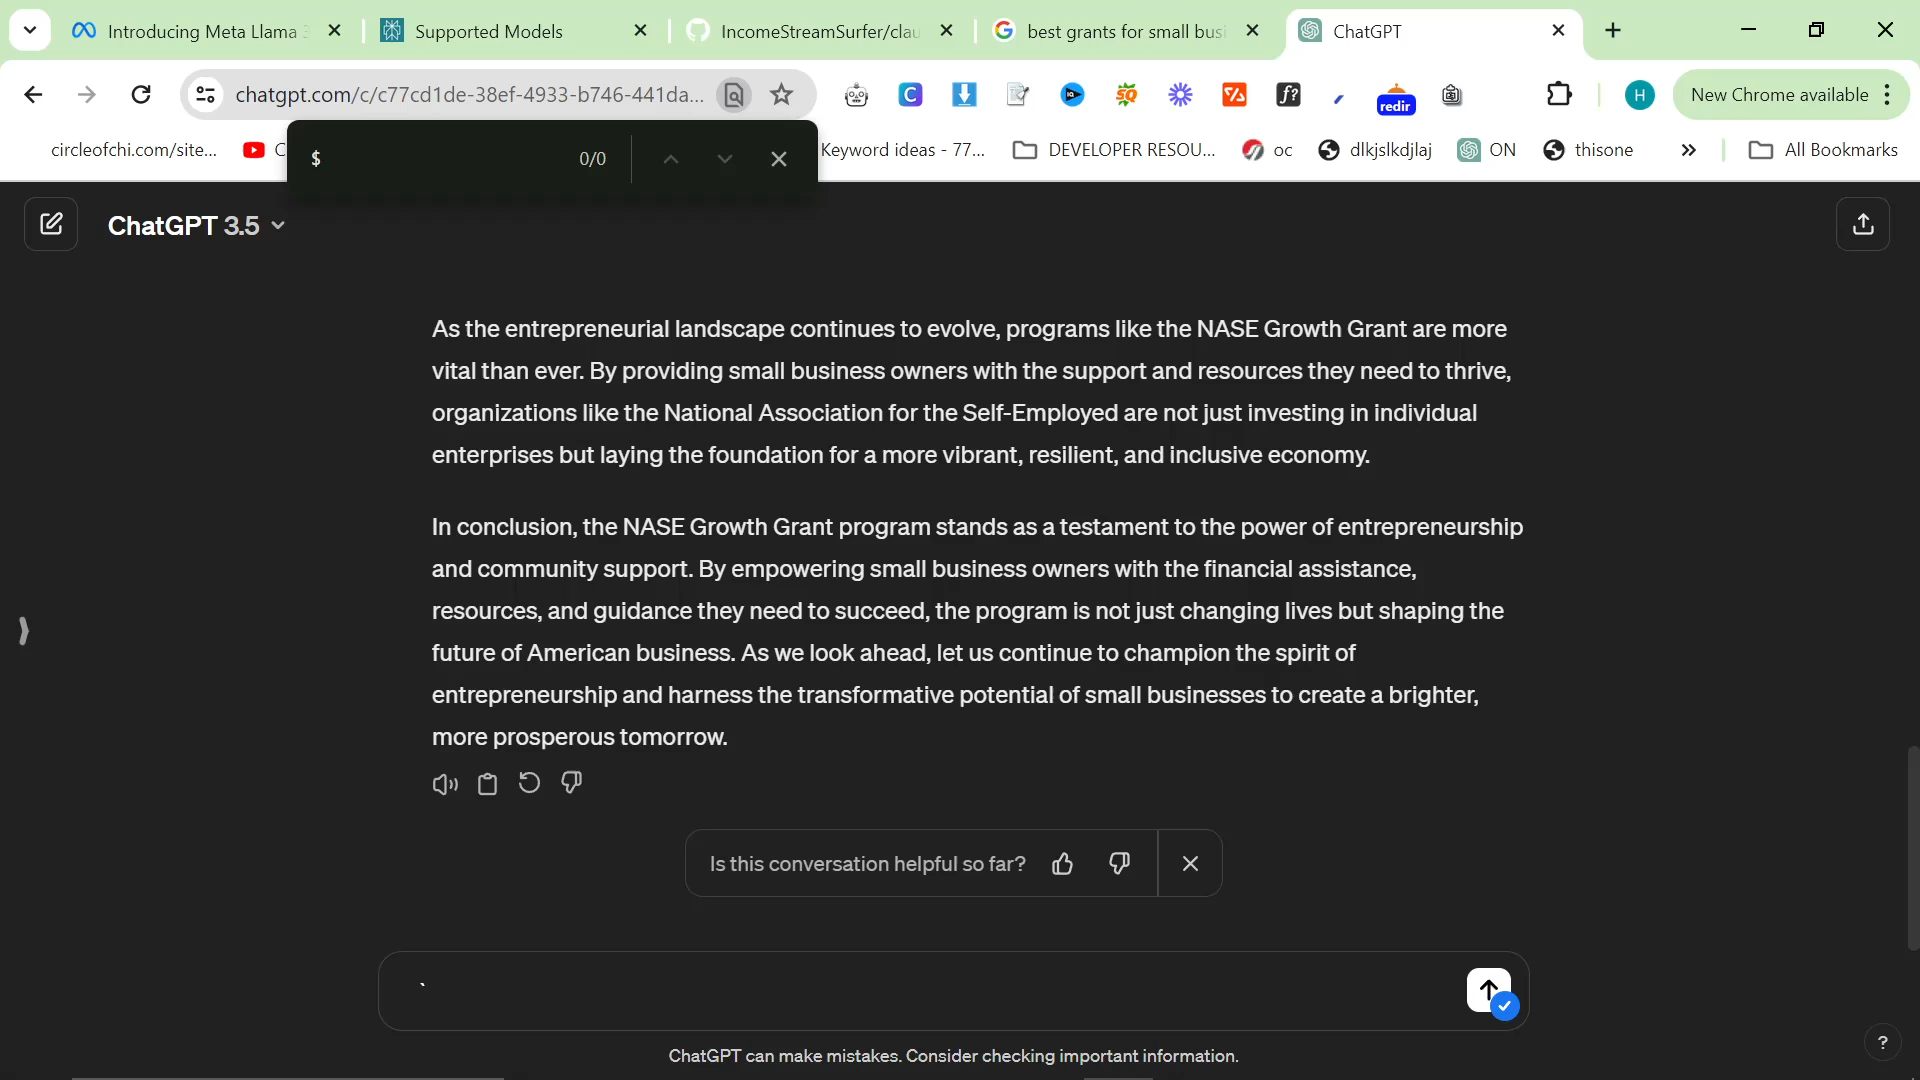 Introducing Meta Llama 3
Supported Models
IncomeStreamSurfer/clau
best grants for small busi
ChatGPT
chatgpt.com/c/c77cd1de-38ef-4933-b746-441da...
redir
H
New Chrome available
circleofchi.com/site...
C
Keyword ideas - 77...
DEVELOPER RESOU...
oc
dlkjslkdjlaj
ON
thisone
»
All Bookmarks
$
0/0
ChatGPT 3.5
As the entrepreneurial landscape continues to evolve, programs like the NASE Growth Grant are more
vital than ever. By providing small business owners with the support and resources they need to thrive,
organizations like the National Association for the Self-Employed are not just investing in individual
enterprises but laying the foundation for a more vibrant, resilient, and inclusive economy.
In conclusion, the NASE Growth Grant program stands as a testament to the power of entrepreneurship
and community support. By empowering small business owners with the financial assistance,
resources, and guidance they need to succeed, the program is not just changing lives but shaping the
future of American business. As we look ahead, let us continue to champion the spirit of
entrepreneurship and harness the transformative potential of small businesses to create a brighter,
more prosperous tomorrow.
Is this conversation helpful so far?
`
ChatGPT can make mistakes. Consider checking important information.
?